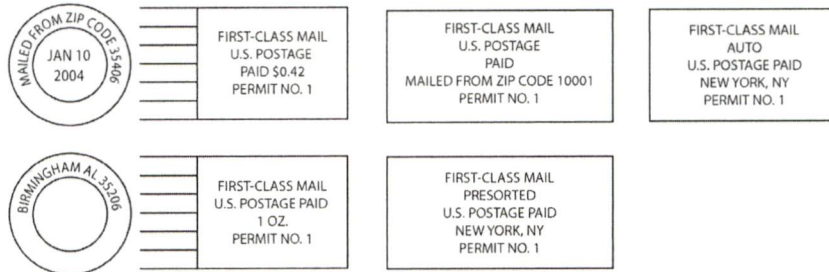 MAILED FROM ZIP CODE 35406
JAN 10
2004
FIRST-CLASS MAIL
U.S. POSTAGE
PAID $0.42
PERMIT NO. 1
FIRST-CLASS MAIL
U.S. POSTAGE
PAID
MAILED FROM ZIP CODE 10001
PERMIT NO. 1
FIRST-CLASS MAIL
AUTO
U.S. POSTAGE PAID
NEW YORK, NY
PERMIT NO. 1
BIRMINGHAM AL 35206
FIRST-CLASS MAIL
U.S. POSTAGE PAID
1 OZ.
PERMIT NO. 1
FIRST-CLASS MAIL
PRESORTED
U.S. POSTAGE PAID
NEW YORK, NY
PERMIT NO. 1